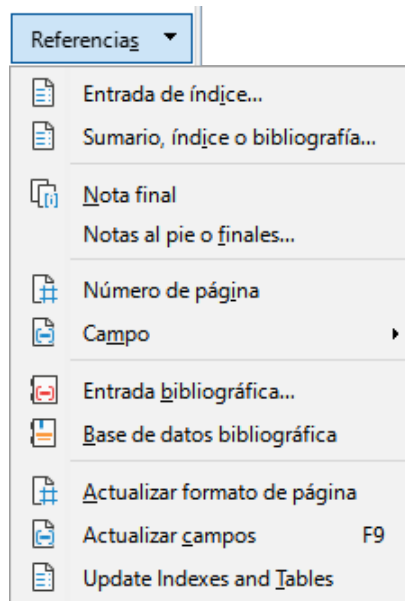 Referencias
Entrada de índice...
Sumario, índice o bibliografía...
Nota final
Notas al pie o finales...
Número de página
Campo
Entrada bibliográfica...
Base de datos bibliográfica
Actualizar formato de página
Actualizar campos F9
Update Indexes and Tables